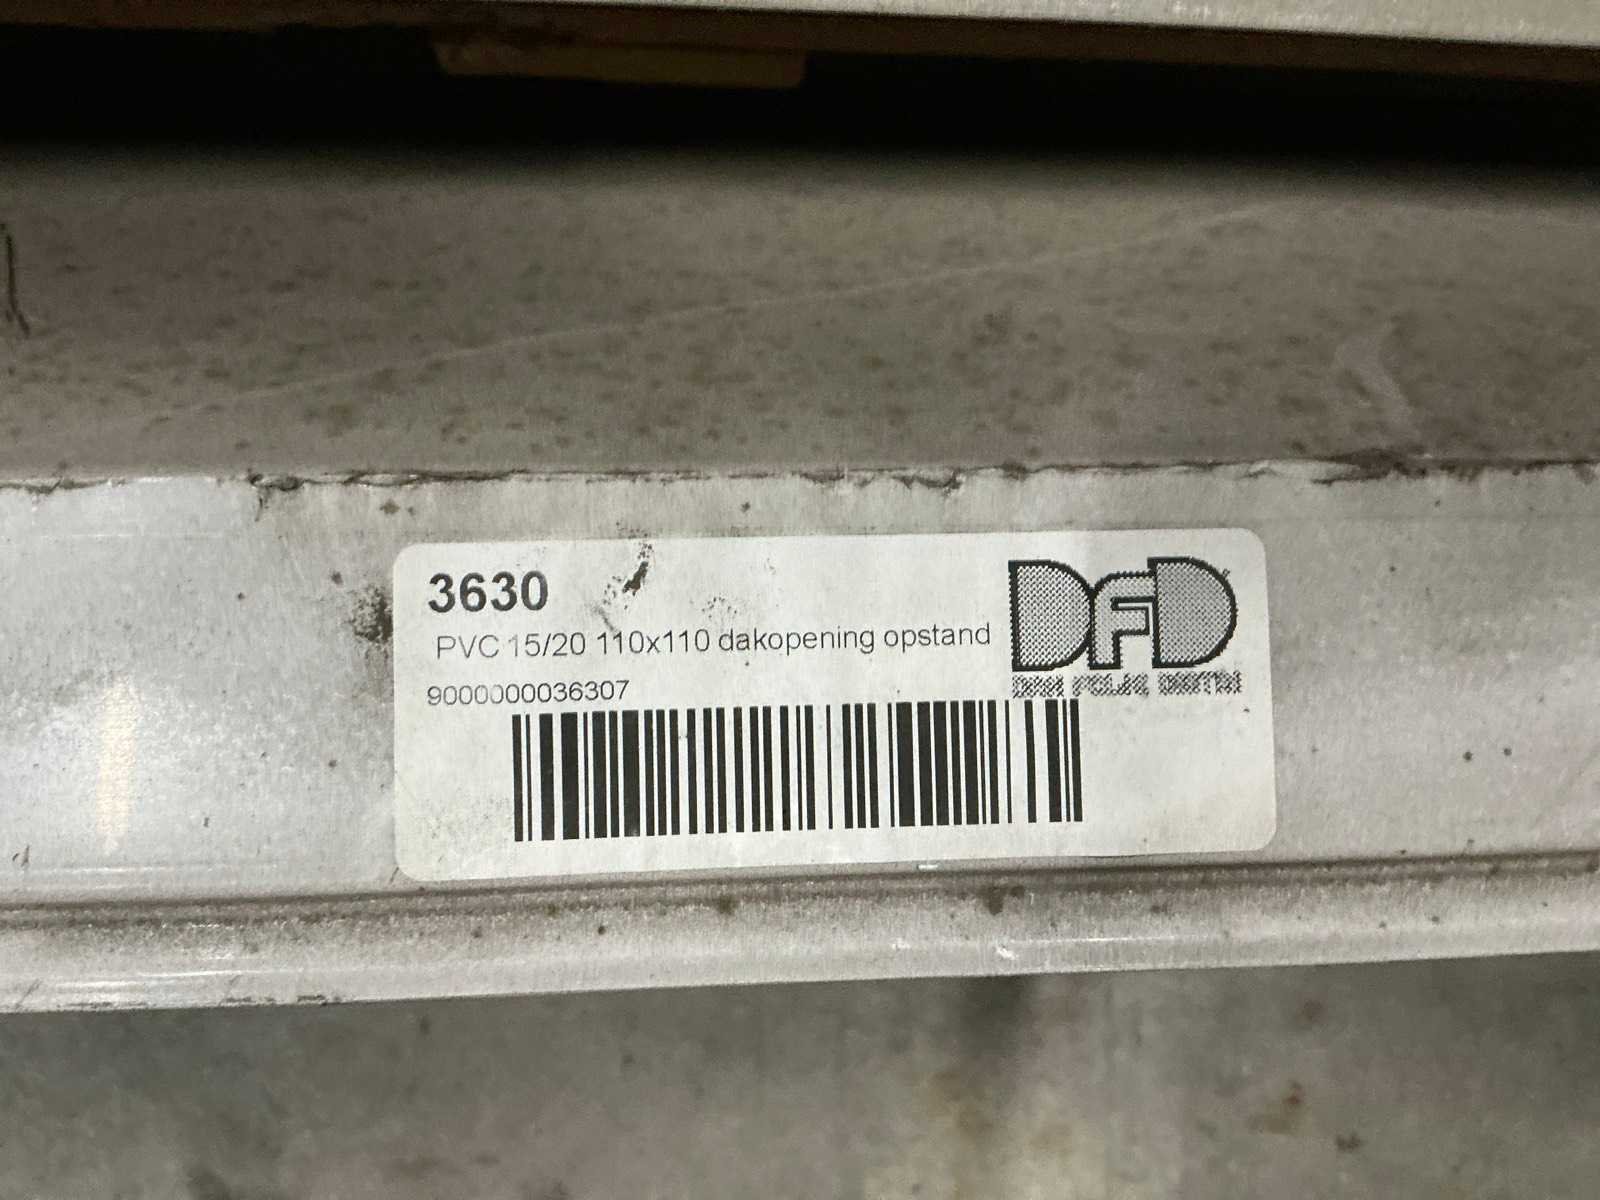 3630
DFD
PVC 15/20 110x110 dakopening opstand
9000000036307